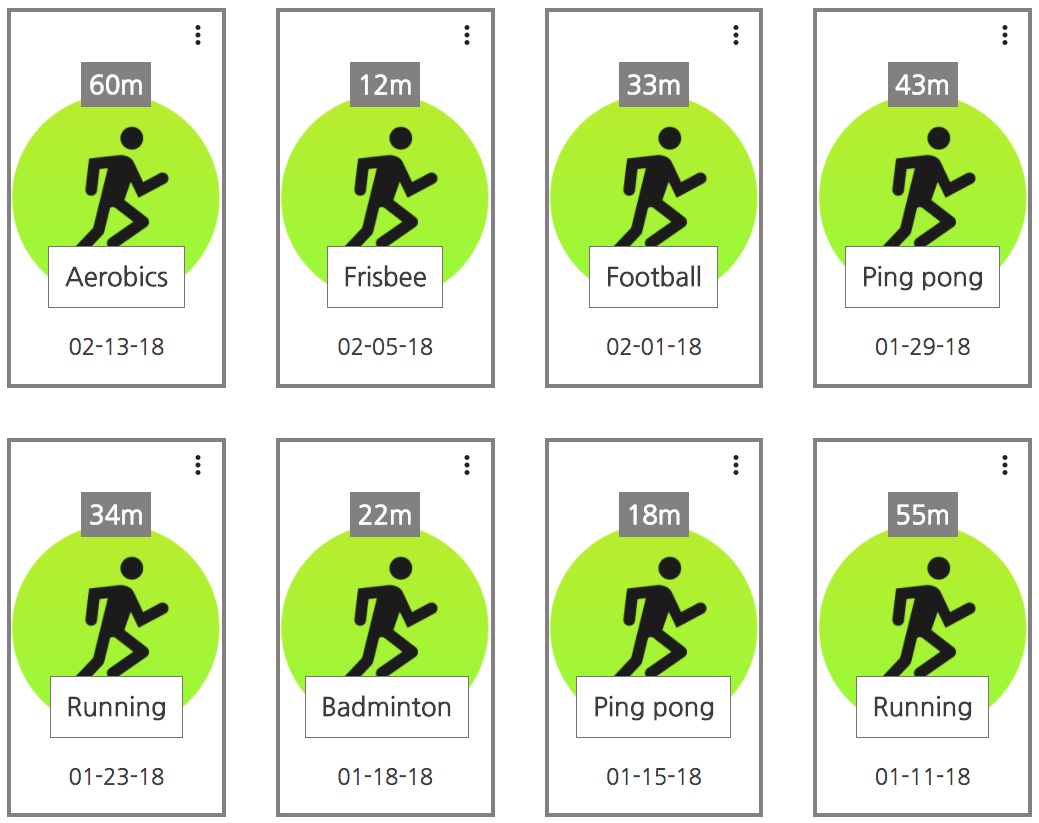 60m
Aerobics
02-13-18
12m
Frisbee
02-05-18
33m
Football
02-01-18
43m
Ping pong
01-29-18
34m
Running
01-23-18
22m
Badminton
01-18-18
18m
Ping pong
01-15-18
55m
Running
01-11-18